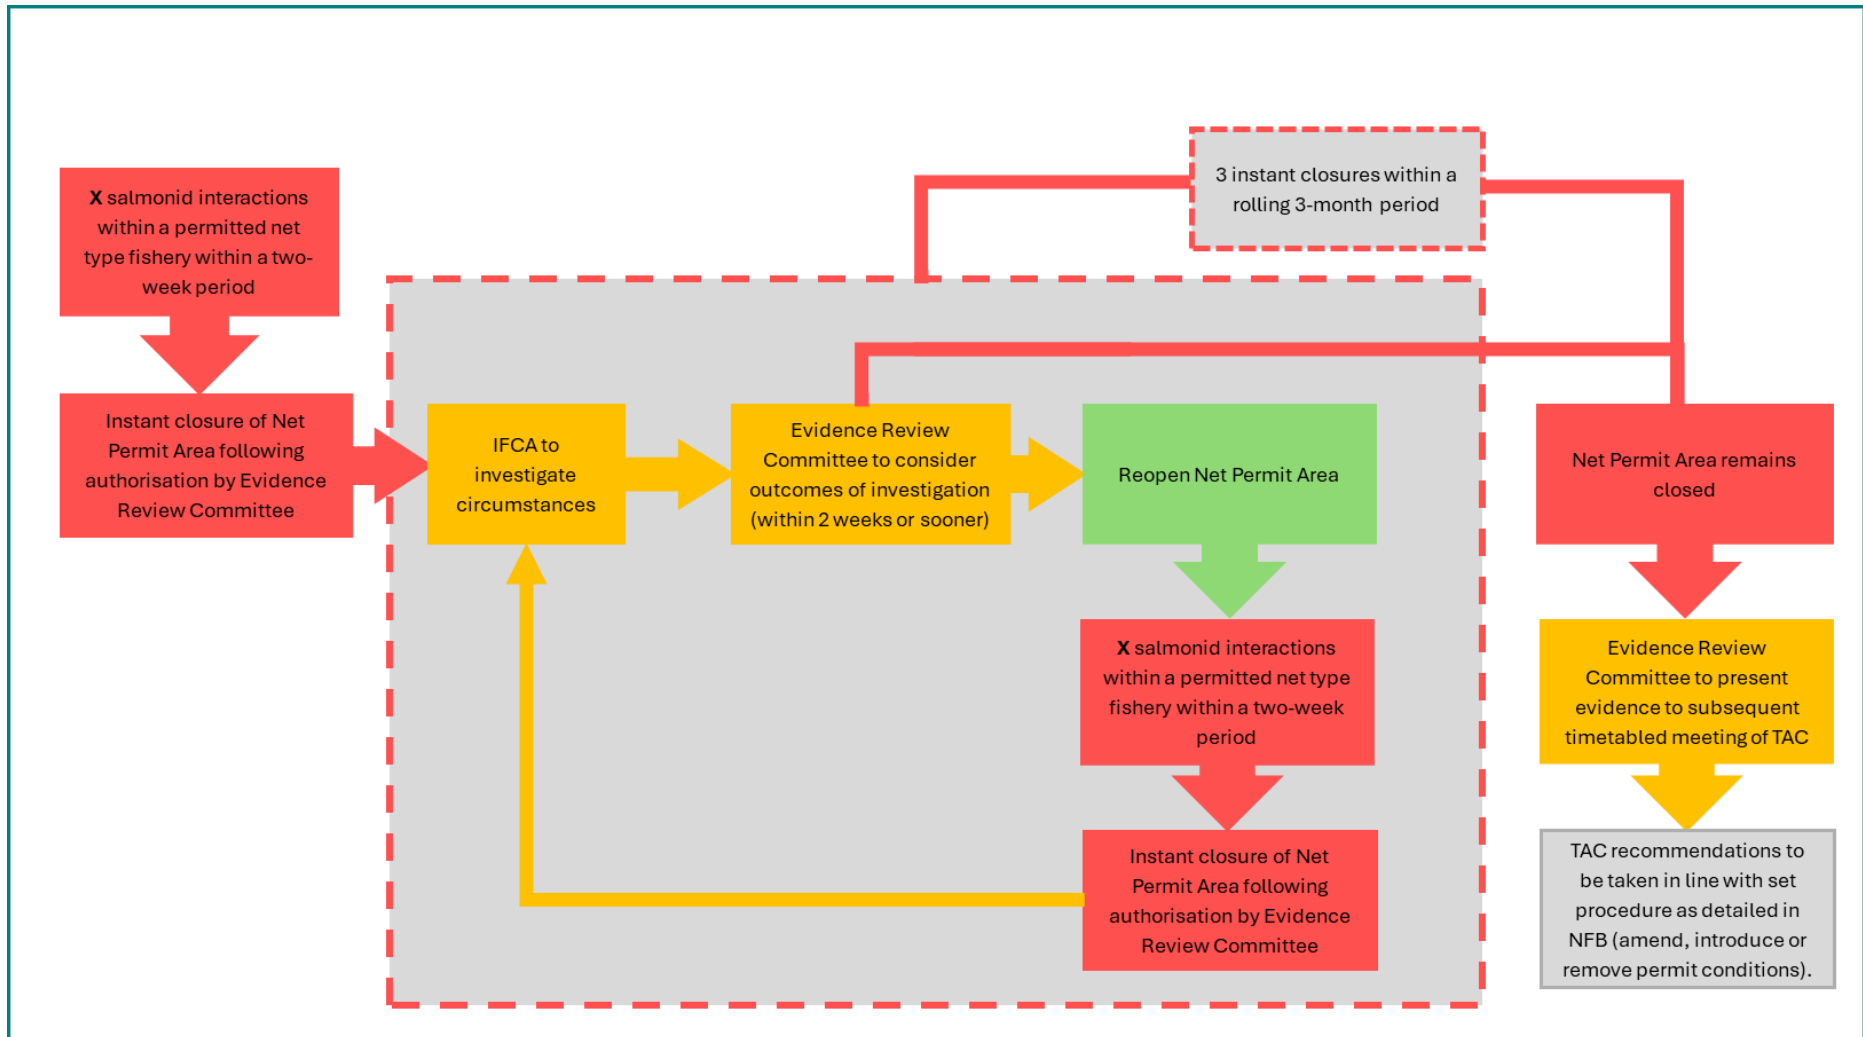 X salmonid interactions
within a permitted net
type fishery within a two-
week period
Instant closure of Net
Permit Area following
authorisation by Evidence
Review Committee
IFCA to
investigate
circumstances
Evidence Review
Committee to consider
outcomes of investigation
(within 2 weeks or sooner)
Reopen Net Permit Area
X salmonid interactions
within a permitted net type
fishery within a two-week
period
Instant closure of Net
Permit Area following
authorisation by Evidence
Review Committee
3 instant closures within a
rolling 3-month period
Net Permit Area remains
closed
Evidence Review
Committee to present
evidence to subsequent
timetabled meeting of TAC
TAC recommendations to
be taken in line with set
procedure as detailed in
NFB (amend, introduce or
remove permit conditions).